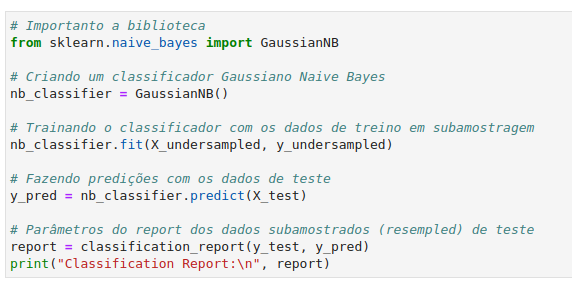 # Importanto a biblioteca
from sklearn.naive_bayes import GaussianNB
# Criando um classificador Gaussiano Naive Bayes
nb_classifier = GaussianNB()
# Trainando o classificador com os dados de treino em subamostragem
nb_classifier.fit(X_undersampled, y_undersampled)
# Fazendo predições com os dados de teste
y_pred = nb_classifier.predict(X_test)
# Parâmetros do report dos dados subamostrados (resempled) de teste
report = classification_report(y_test, y_pred)
print("Classification Report:\n", report)